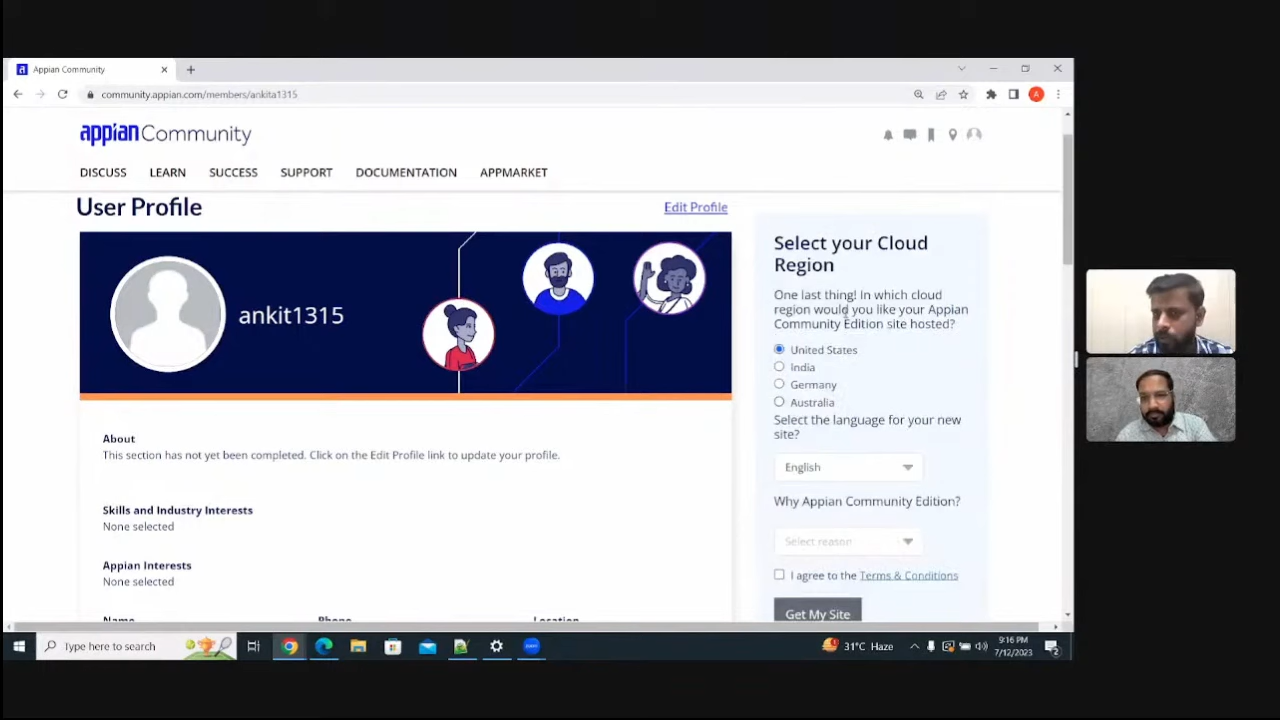 Appian Community
community.appian.com/members/ankita1315
A
appian Community
DISCUSS LEARN SUCCESS SUPPORT DOCUMENTATION APPMARKET
User Profile
Edit Profile
ankit1315
About
This section has not yet been completed. Click on the Edit Profile link to update your profile.
Skills and Industry Interests
None selected
Appian Interests
None selected
Name Phone Location
Select your Cloud
Region
One last thing! In which cloud
region would you like your Appian
Community Edition site hosted?
United States
India
Germany
Australia
Select the language for your new
site?
English
Why Appian Community Edition?
Select reason
I agree to the Terms & Conditions
Get My Site
Type here to search
31°C Haze
9:16 PM
7/12/2023
2